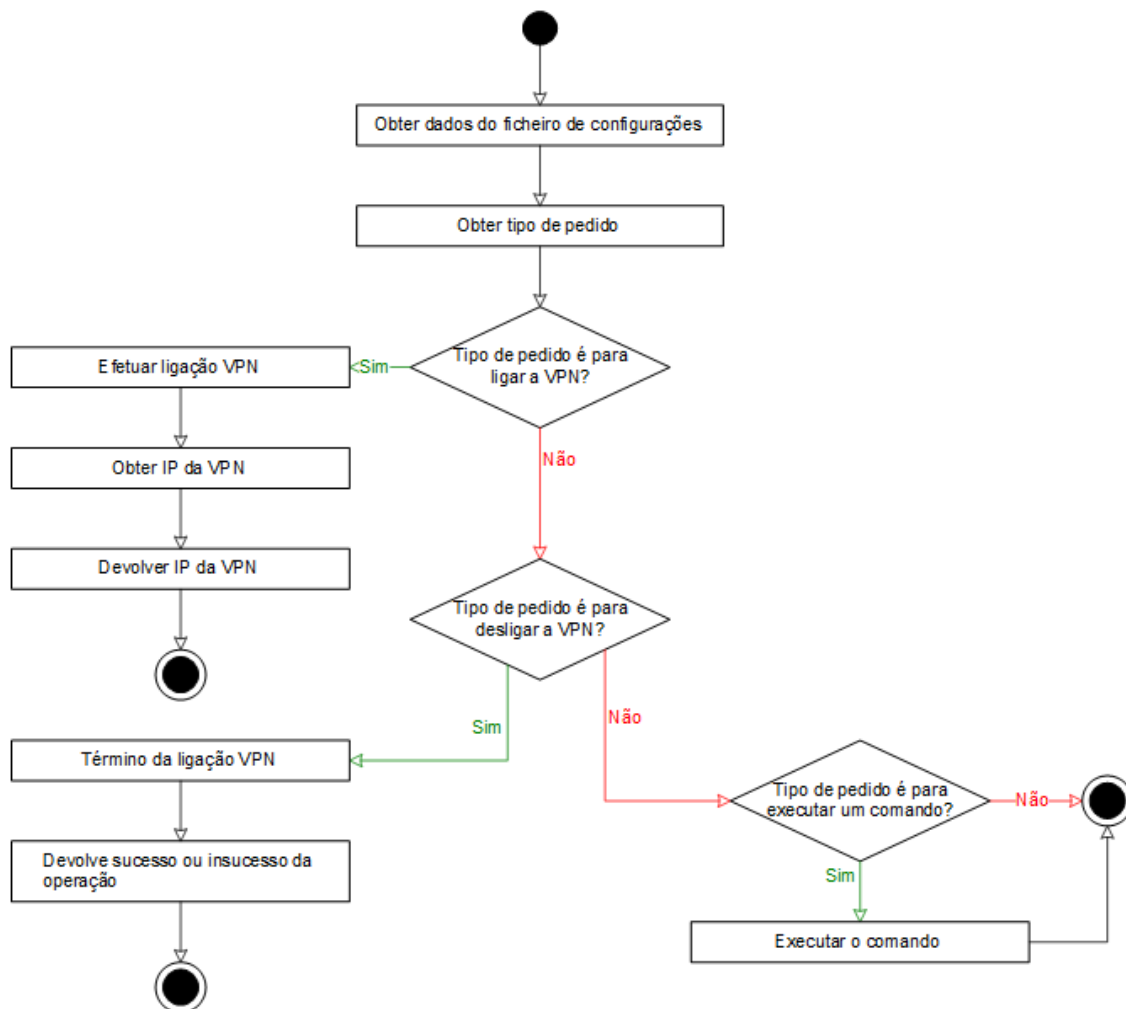 Obter dados do ficheiro de configurações
Obter tipo de pedido
Tipo de pedido é para
ligar a VPN?
Sim
Efetuar ligação VPN
Obter IP da VPN
Devolver IP da VPN
Não
Tipo de pedido é para
desligar a VPN?
Sim
Término da ligação VPN
Devolve sucesso ou insucesso da
operação
Não
Tipo de pedido é para
executar um comando?
Não
Sim
Executar o comando